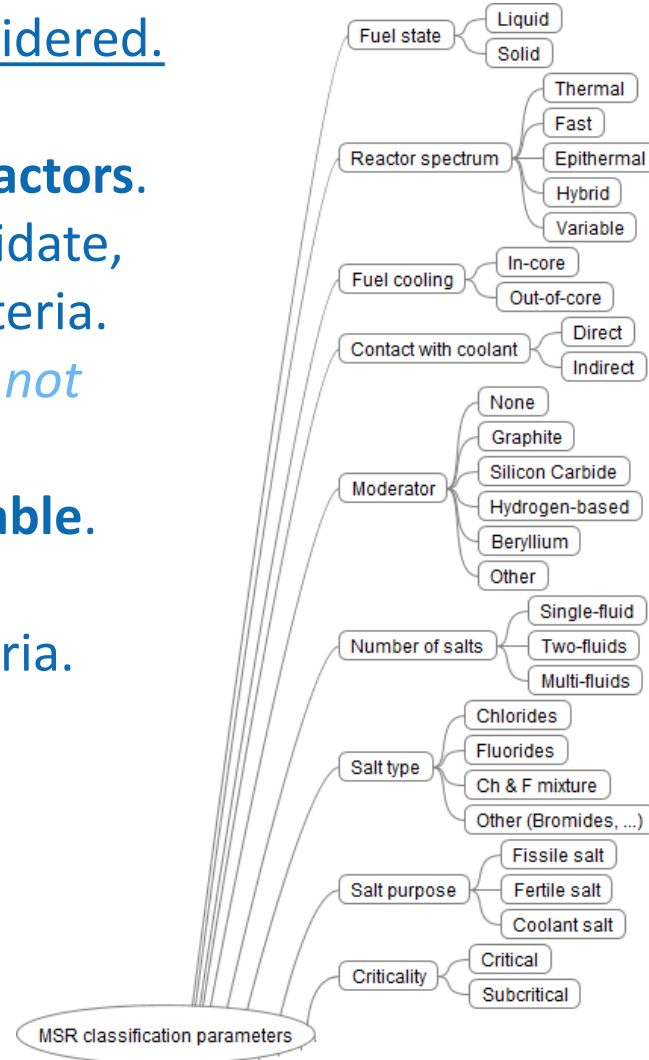 idered.
actors.
idate,
teria.
not
able.
ria.
Fuel state
Liquid
Solid
Reactor spectrum
Thermal
Fast
Epithermal
Hybrid
Variable
Fuel cooling
In-core
Out-of-core
Contact with coolant
Direct
Indirect
Moderator
None
Graphite
Silicon Carbide
Hydrogen-based
Beryllium
Other
Number of salts
Single-fluid
Two-fluids
Multi-fluids
Salt type
Chlorides
Fluorides
Ch & F mixture
Other (Bromides, ...)
Salt purpose
Fissile salt
Fertile salt
Coolant salt
Criticality
Critical
Subcritical
MSR classification parameters